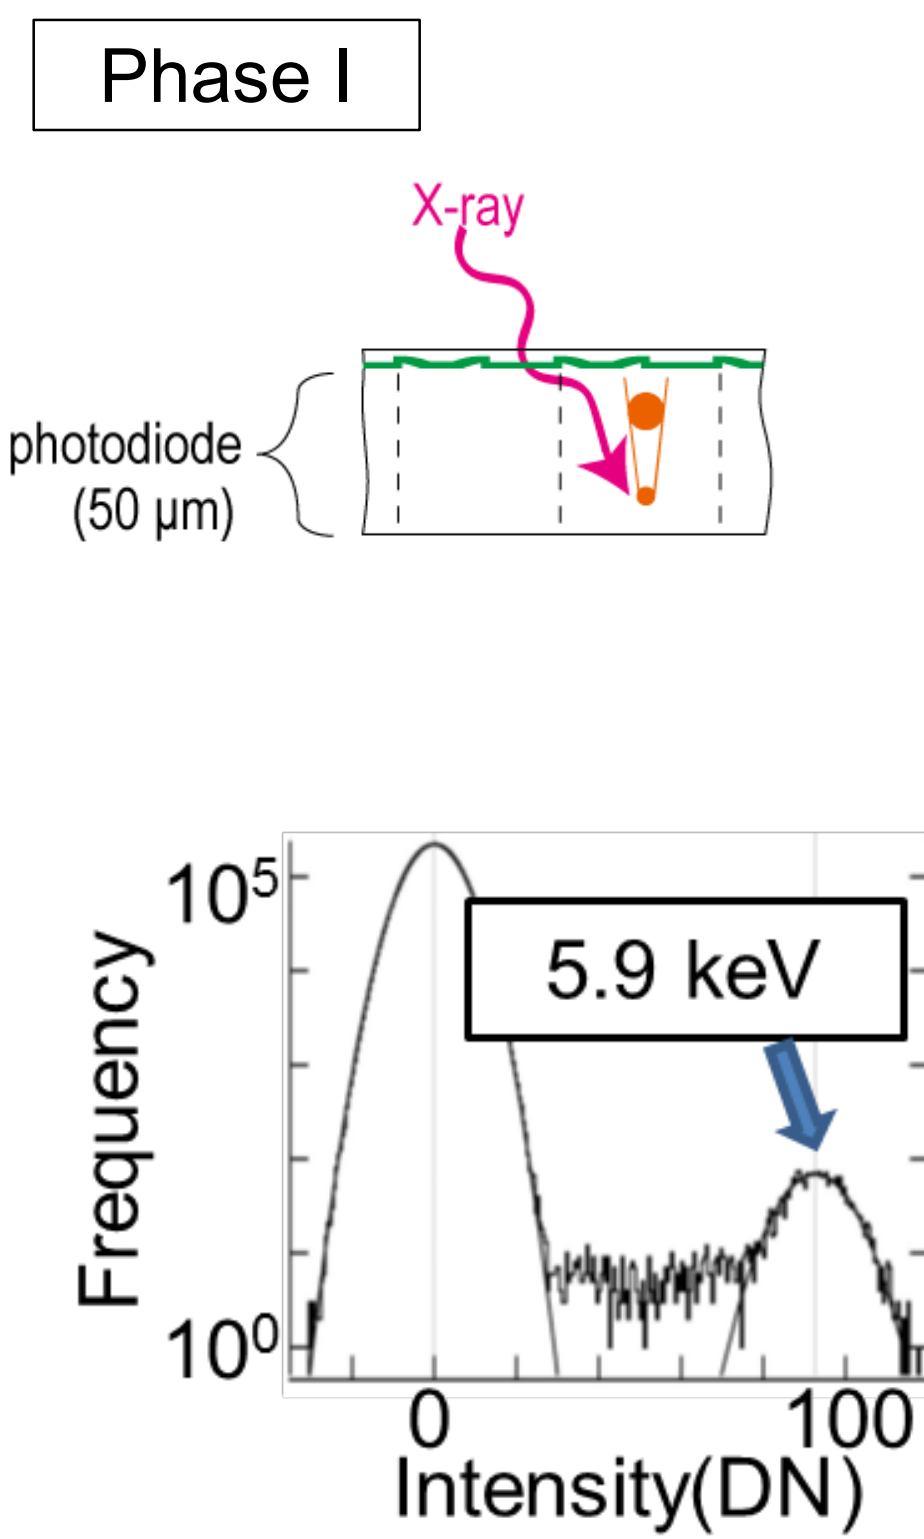 Phase I
X-ray
photodiode
(50 μm)
10⁵
5.9 keV
Frequency
10⁰
0 100
Intensity(DN)